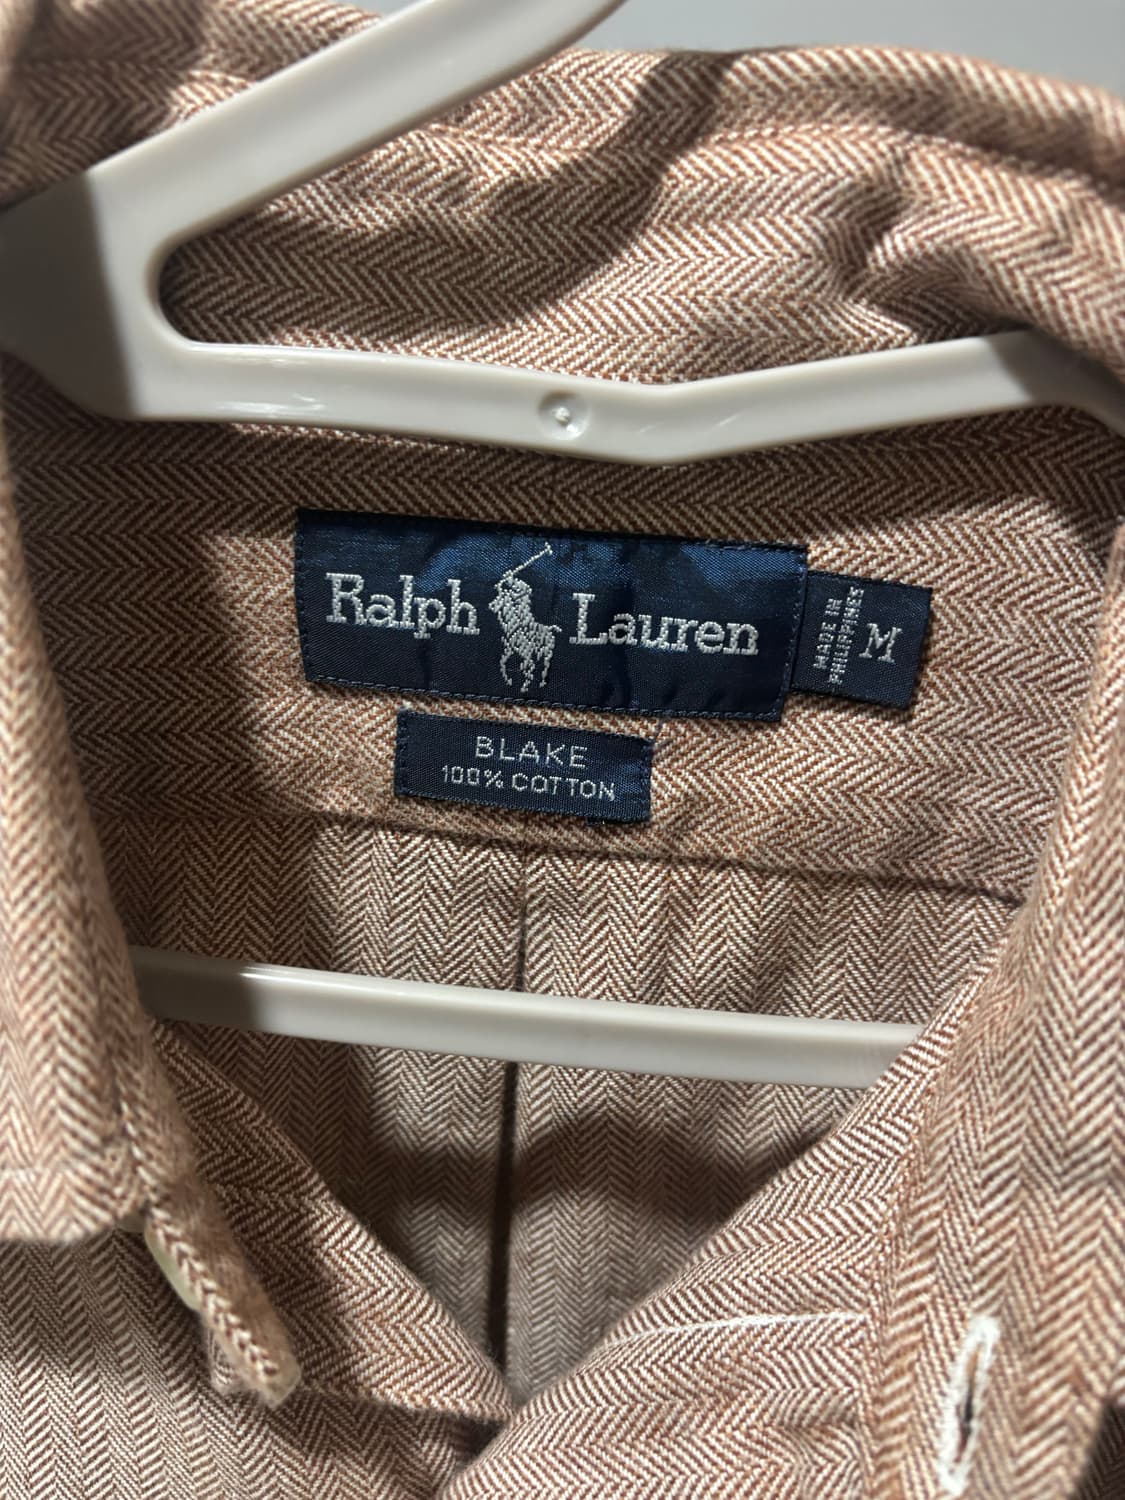 Ralph Lauren
MADE IN
PHILIPPINES
M
BLAKE
100% COTTON